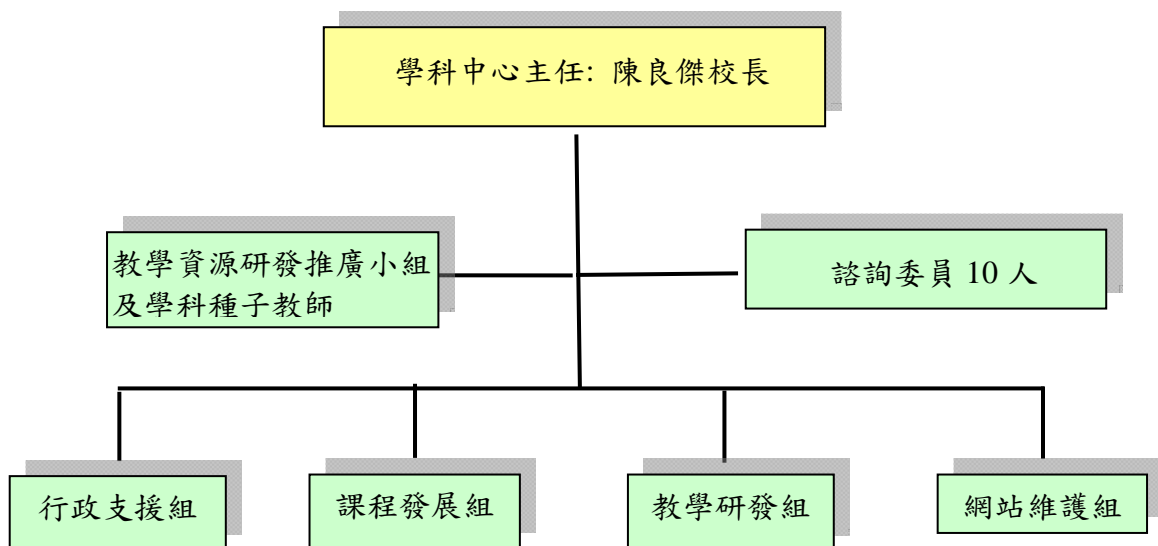 學科中心主任: 陳良傑校長
教學資源研發推廣小組
及學科種子教師
諮詢委員 10 人
行政支援組
課程發展組
教學研發組
網站維護組